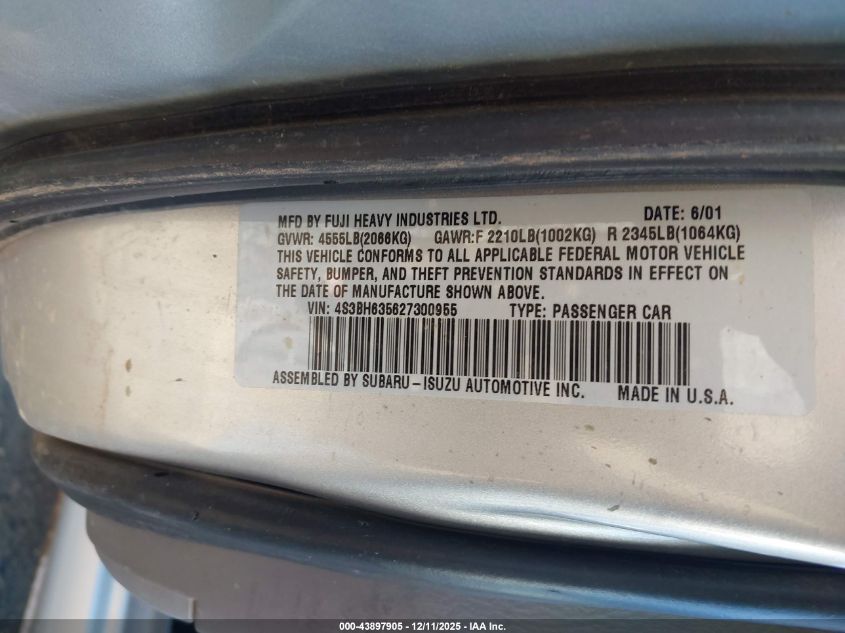 MFD BY FUJI HEAVY INDUSTRIES LTD. DATE: 6/01
GVWR: 4555LB(2066KG) GAWR:F 2210LB(1002KG) R 2345LB(1064KG)
THIS VEHICLE CONFORMS TO ALL APPLICABLE FEDERAL MOTOR VEHICLE
SAFETY, BUMPER, AND THEFT PREVENTION STANDARDS IN EFFECT ON
THE DATE OF MANUFACTURE SHOWN ABOVE.
VIN: 4S3BH635627300955 TYPE: PASSENGER CAR
ASSEMBLED BY SUBARU-ISUZU AUTOMOTIVE INC. MADE IN U.S.A.
000-43897905 - 12/11/2025 - IAA Inc.